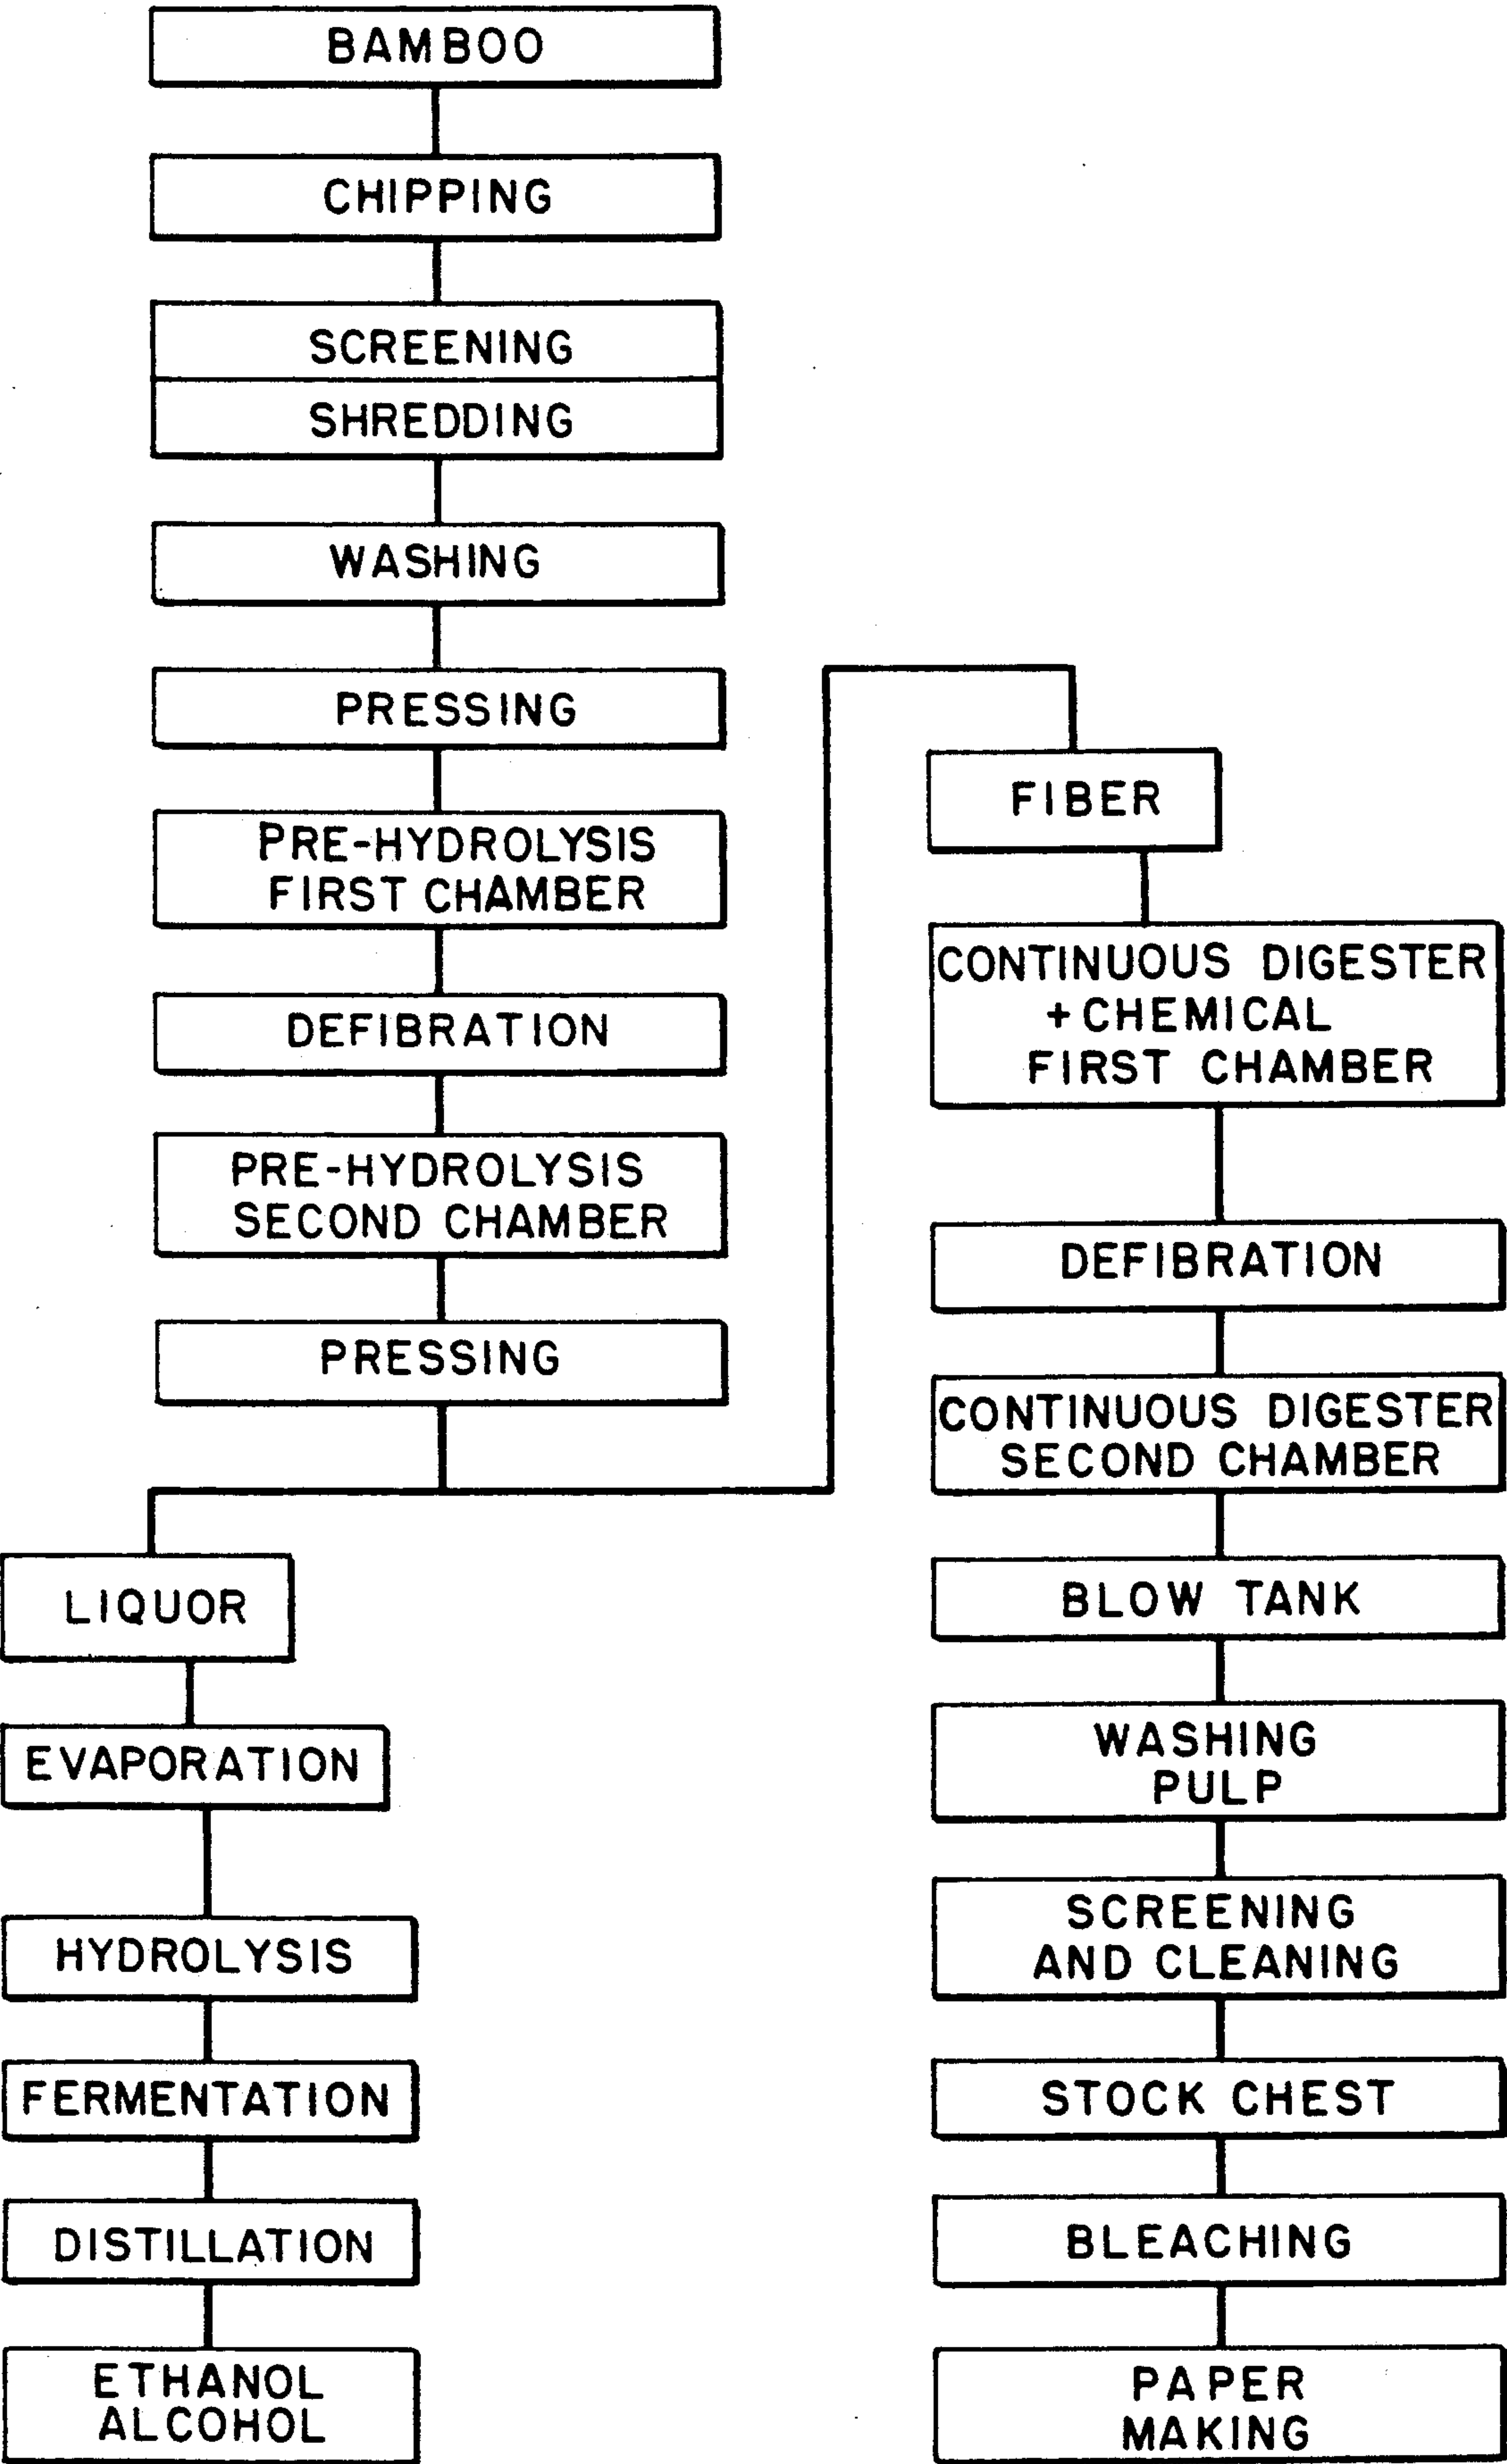 BAMBOO
CHIPPING
SCREENING
SHREDDING
WASHING
PRESSING
PRE-HYDROLYSIS
FIRST CHAMBER
DEFIBRATION
PRE-HYDROLYSIS
SECOND CHAMBER
PRESSING
LIQUOR
EVAPORATION
HYDROLYSIS
FERMENTATION
DISTILLATION
ETHANOL
ALCOHOL
FIBER
CONTINUOUS DIGESTER
+CHEMICAL
FIRST CHAMBER
DEFIBRATION
CONTINUOUS DIGESTER
SECOND CHAMBER
BLOW TANK
WASHING
PULP
SCREENING
AND CLEANING
STOCK CHEST
BLEACHING
PAPER
MAKING